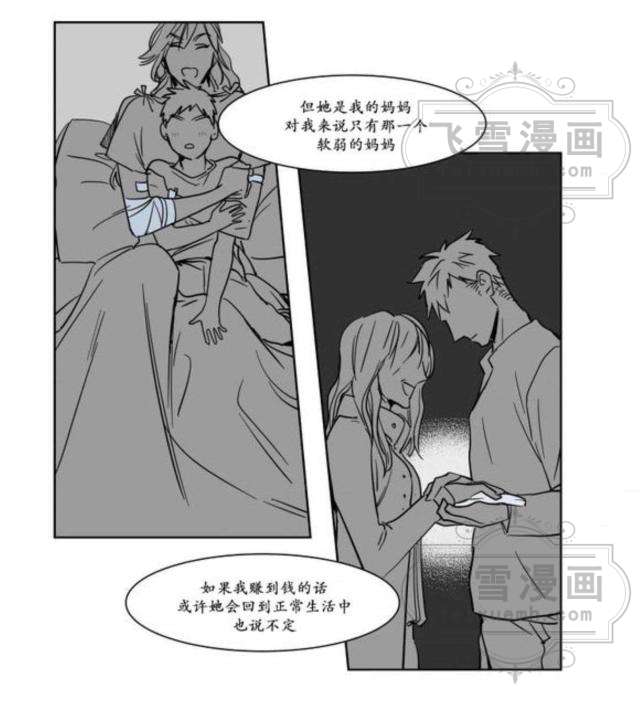 但她是我的妈妈
对我来说只有那一个
软弱的妈妈
飞雪漫画
如果我赚到钱的话
或许她会回到正常生活中
也说不定
雪漫画